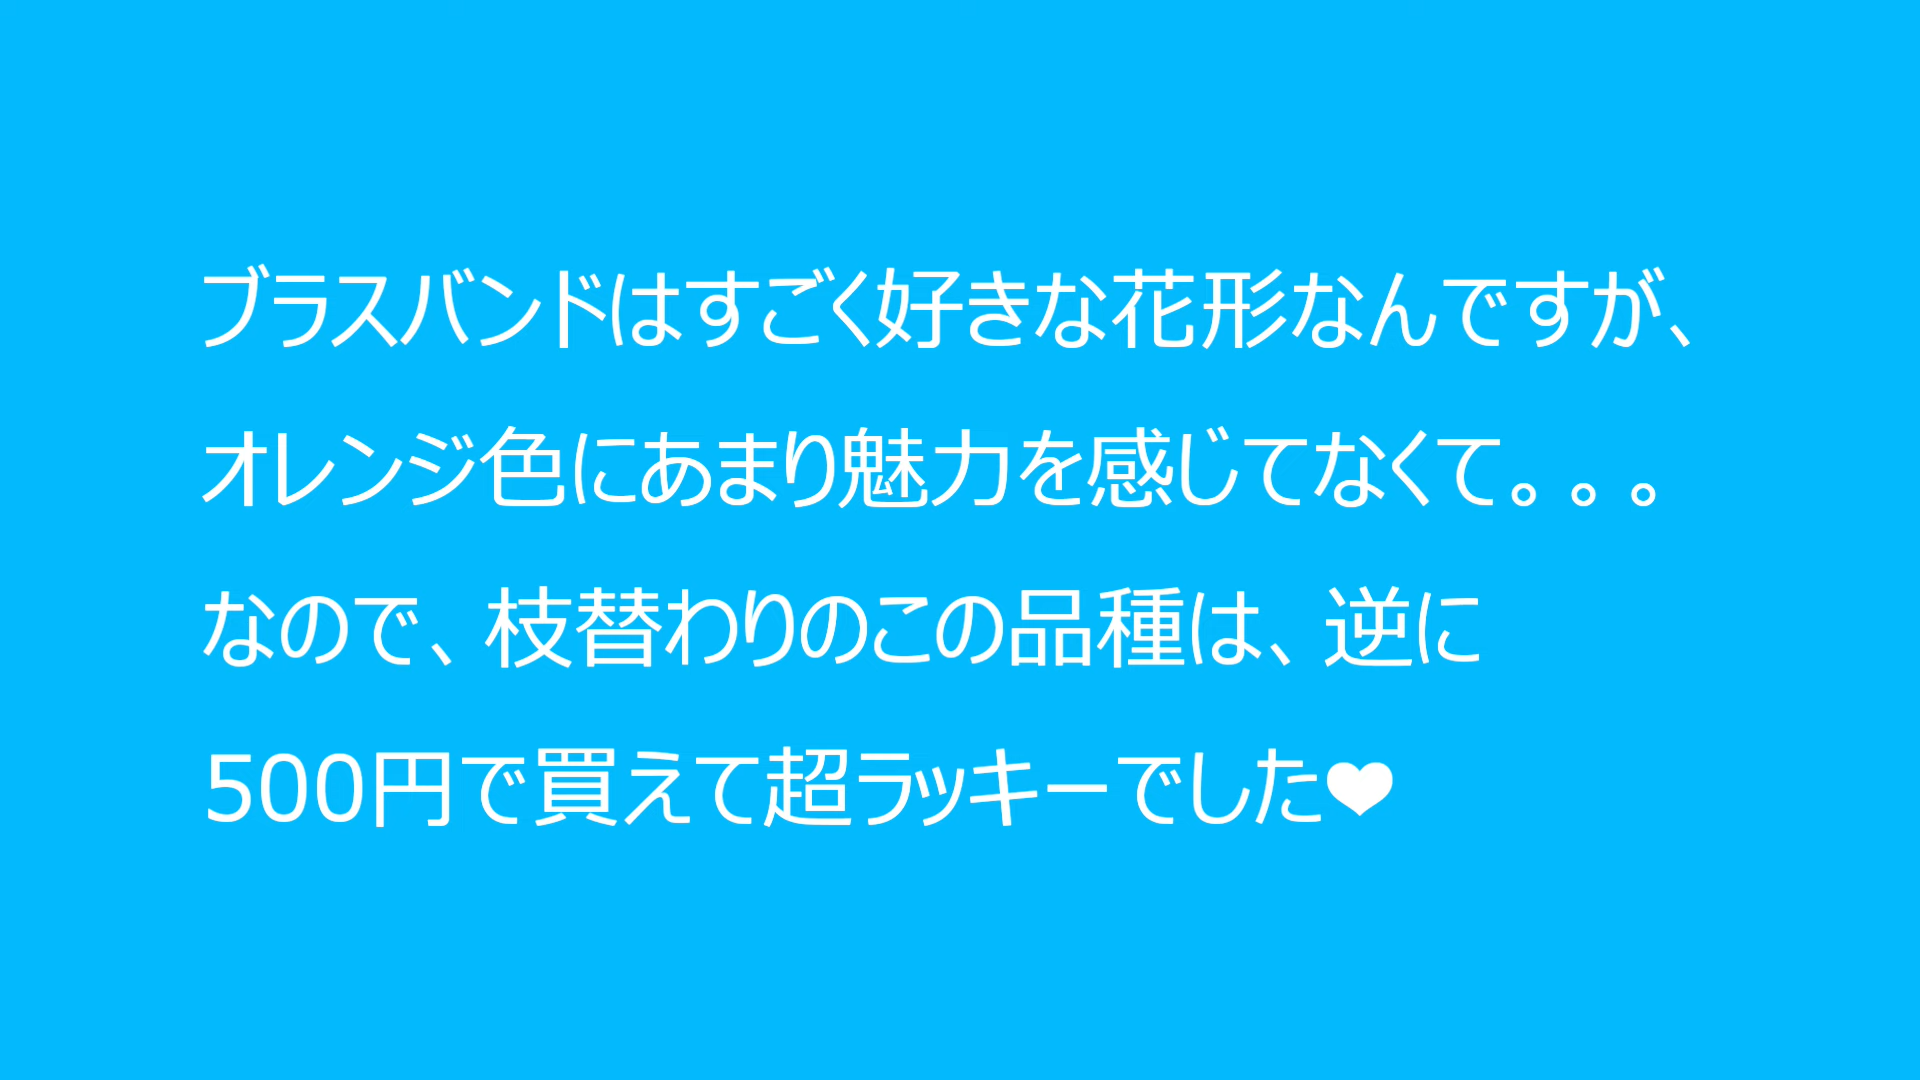 ブラスバンドはすごく好きな花形なんですが、
オレンジ色にあまり魅力を感じてなくて。。。
なので、枝替わりのこの品種は、逆に
500円で買えて超ラッキーでした❤